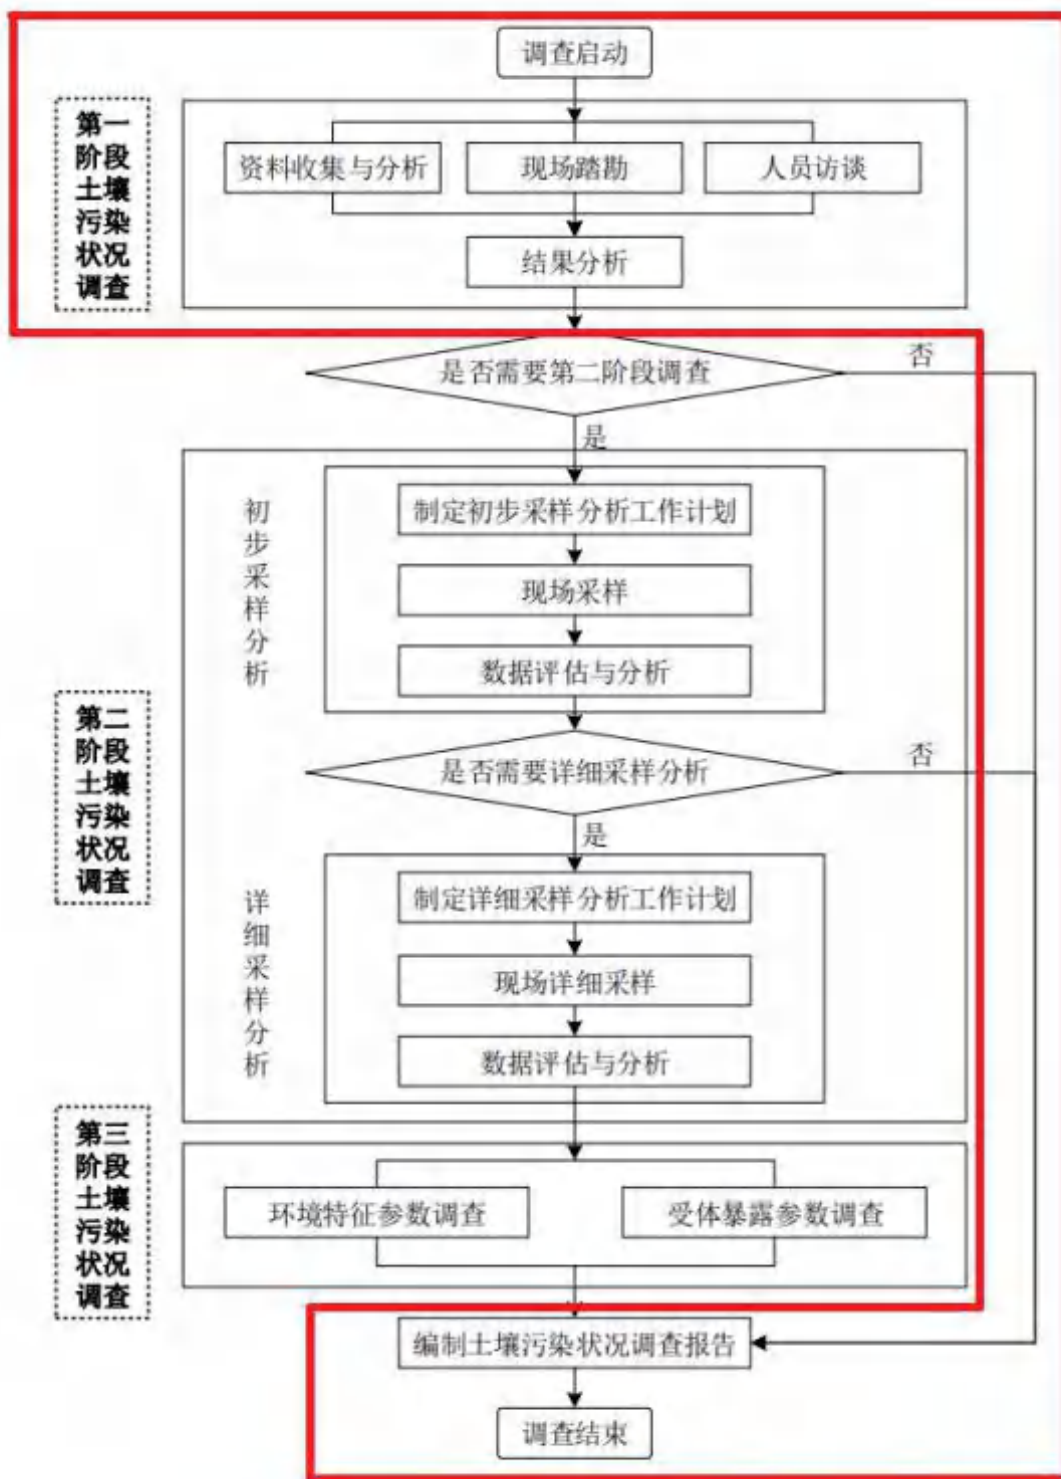 调查启动
第一
阶段
土壤
污染
状况
调查
资料收集与分析
现场踏勘
人员访谈
结果分析
是否需要第二阶段调查
否
是
初步采样分析
制定初步采样分析工作计划
现场采样
数据评估与分析
第二
阶段
土壤
污染
状况
调查
是否需要详细采样分析
否
是
详细采样分析
制定详细采样分析工作计划
现场详细采样
数据评估与分析
第三
阶段
土壤
污染
状况
调查
环境特征参数调查
受体暴露参数调查
编制土壤污染状况调查报告
调查结束